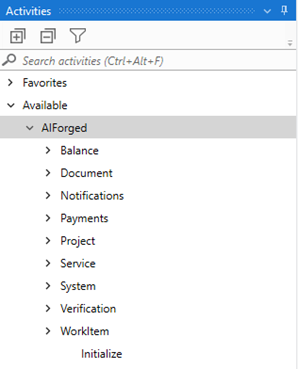 Activities
Search activities (Ctrl+Alt+F)
Favorites
Available
AIForged
Balance
Document
Notifications
Payments
Project
Service
System
Verification
WorkItem
Initialize